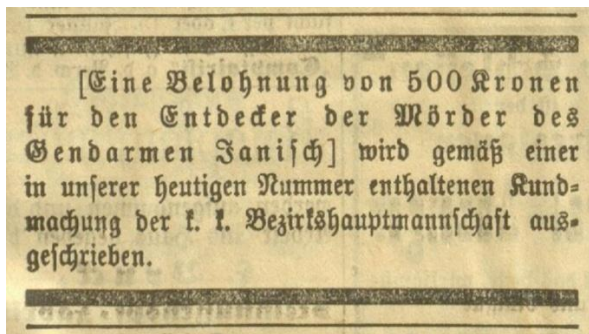 [Eine Belohnung von 500 Kronen
für den Entdecker der Mörder des
Gendarmen Janisch] wird gemäß einer
in unserer heutigen Nummer enthaltenen Kund-
machung der k. k. Bezirkshauptmannschaft aus-
geschrieben.